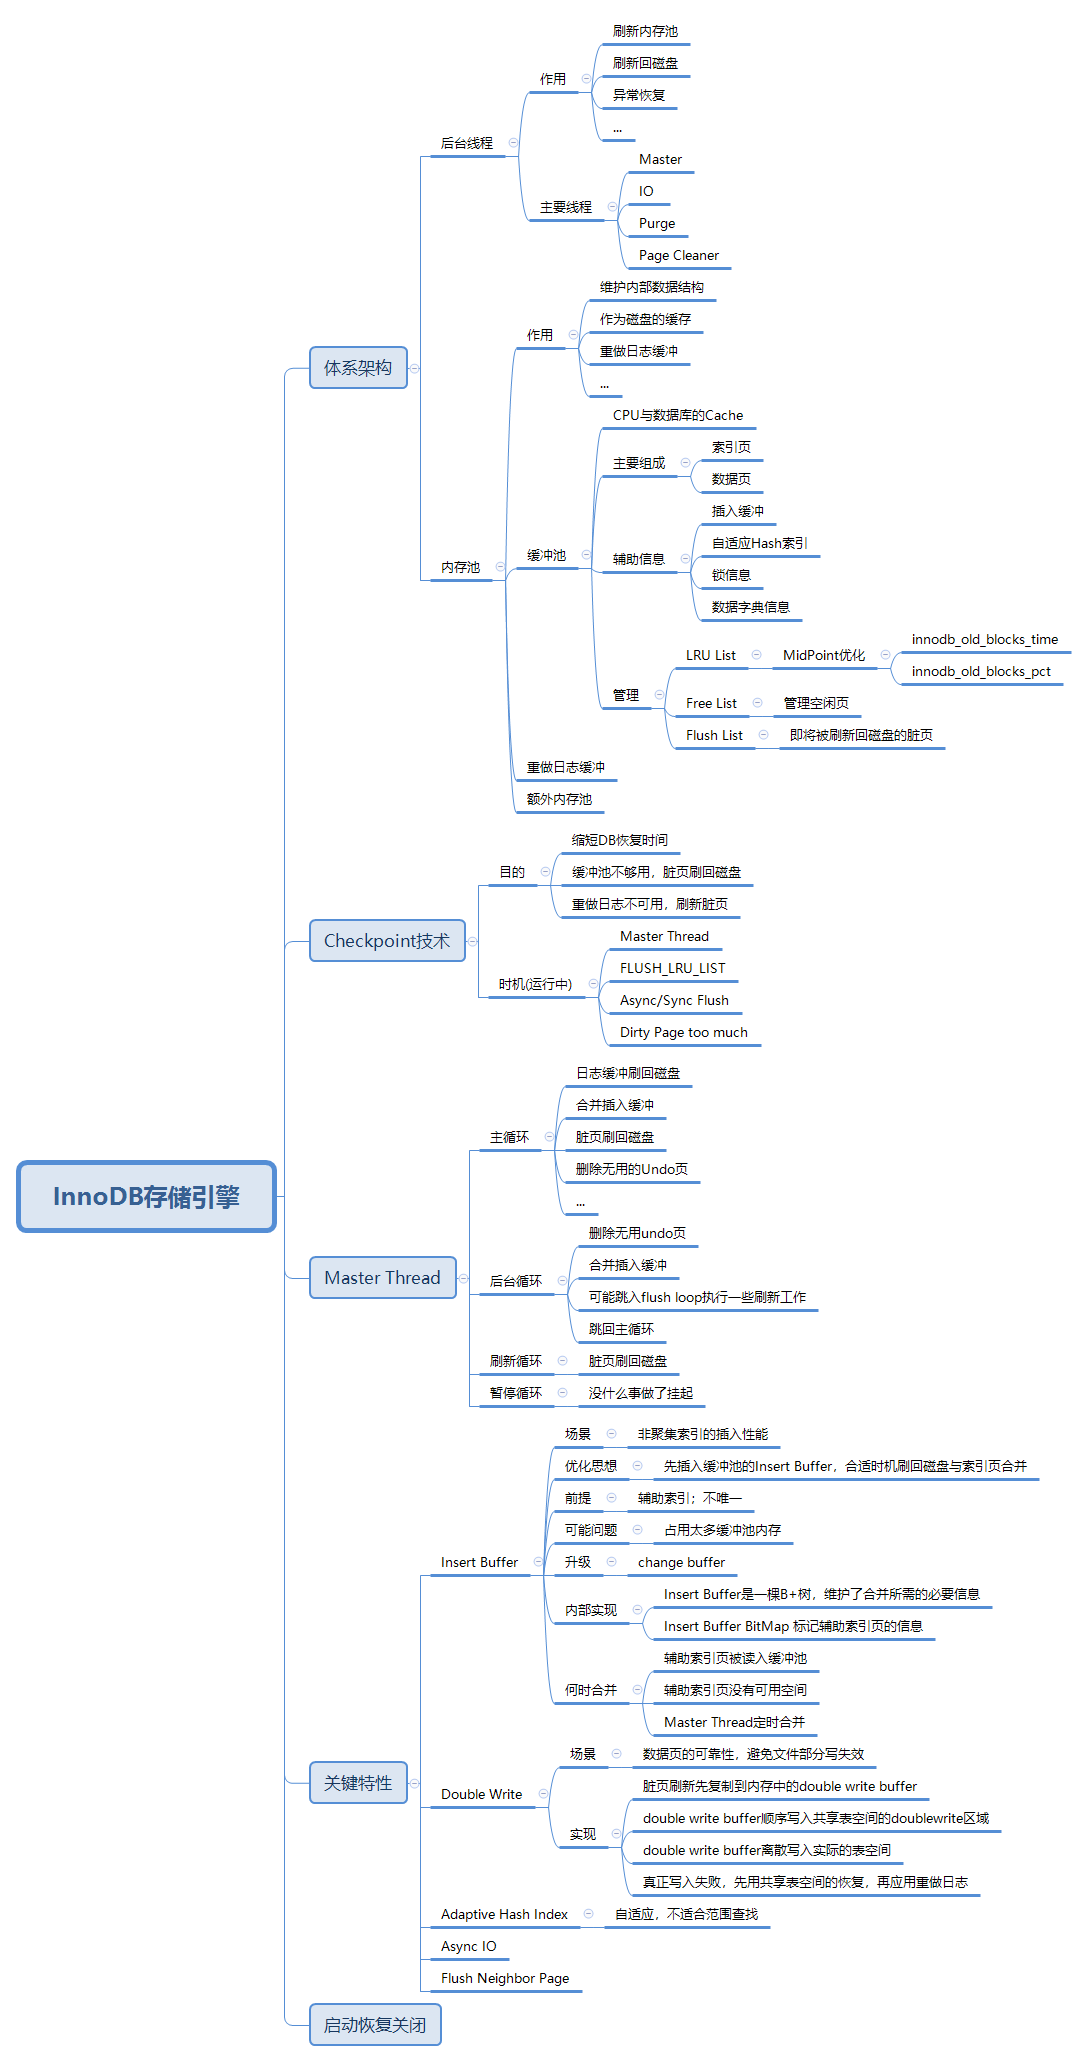 InnoDB存储引擎
体系架构
后台线程
作用
刷新内存池
刷新回磁盘
异常恢复
...
主要线程
Master
IO
Purge
Page Cleaner
内存池
作用
维护内部数据结构
作为磁盘的缓存
重做日志缓冲
...
缓冲池
CPU与数据库的Cache
主要组成
索引页
数据页
辅助信息
插入缓冲
自适应Hash索引
锁信息
数据字典信息
管理
LRU List
MidPoint优化
innodb_old_blocks_time
innodb_old_blocks_pct
Free List
管理空闲页
Flush List
即将被刷新回磁盘的脏页
重做日志缓冲
额外内存池
Checkpoint技术
目的
缩短DB恢复时间
缓冲池不够用，脏页刷回磁盘
重做日志不可用，刷新脏页
时机(运行中)
Master Thread
FLUSH_LRU_LIST
Async/Sync Flush
Dirty Page too much
Master Thread
主循环
日志缓冲刷回磁盘
合并插入缓冲
脏页刷回磁盘
删除无用的Undo页
...
后台循环
删除无用undo页
合并插入缓冲
可能跳入flush loop执行一些刷新工作
跳回主循环
刷新循环
脏页刷回磁盘
暂停循环
没什么事做了挂起
关键特性
Insert Buffer
场景
非聚集索引的插入性能
优化思想
先插入缓冲池的Insert Buffer，合适时机刷回磁盘与索引页合并
前提
辅助索引；不唯一
可能问题
占用太多缓冲池内存
升级
change buffer
内部实现
Insert Buffer是一棵B+树，维护了合并所需的必要信息
Insert Buffer BitMap 标记辅助索引页的信息
何时合并
辅助索引页被读入缓冲池
辅助索引页没有可用空间
Master Thread定时合并
Double Write
场景
数据页的可靠性，避免文件部分写失效
实现
脏页刷新先复制到内存中的double write buffer
double write buffer顺序写入共享表空间的doublewrite区域
double write buffer离散写入实际的表空间
真正写入失败，先用共享表空间的恢复，再应用重做日志
Adaptive Hash Index
自适应，不适合范围查找
Async IO
Flush Neighbor Page
启动恢复关闭